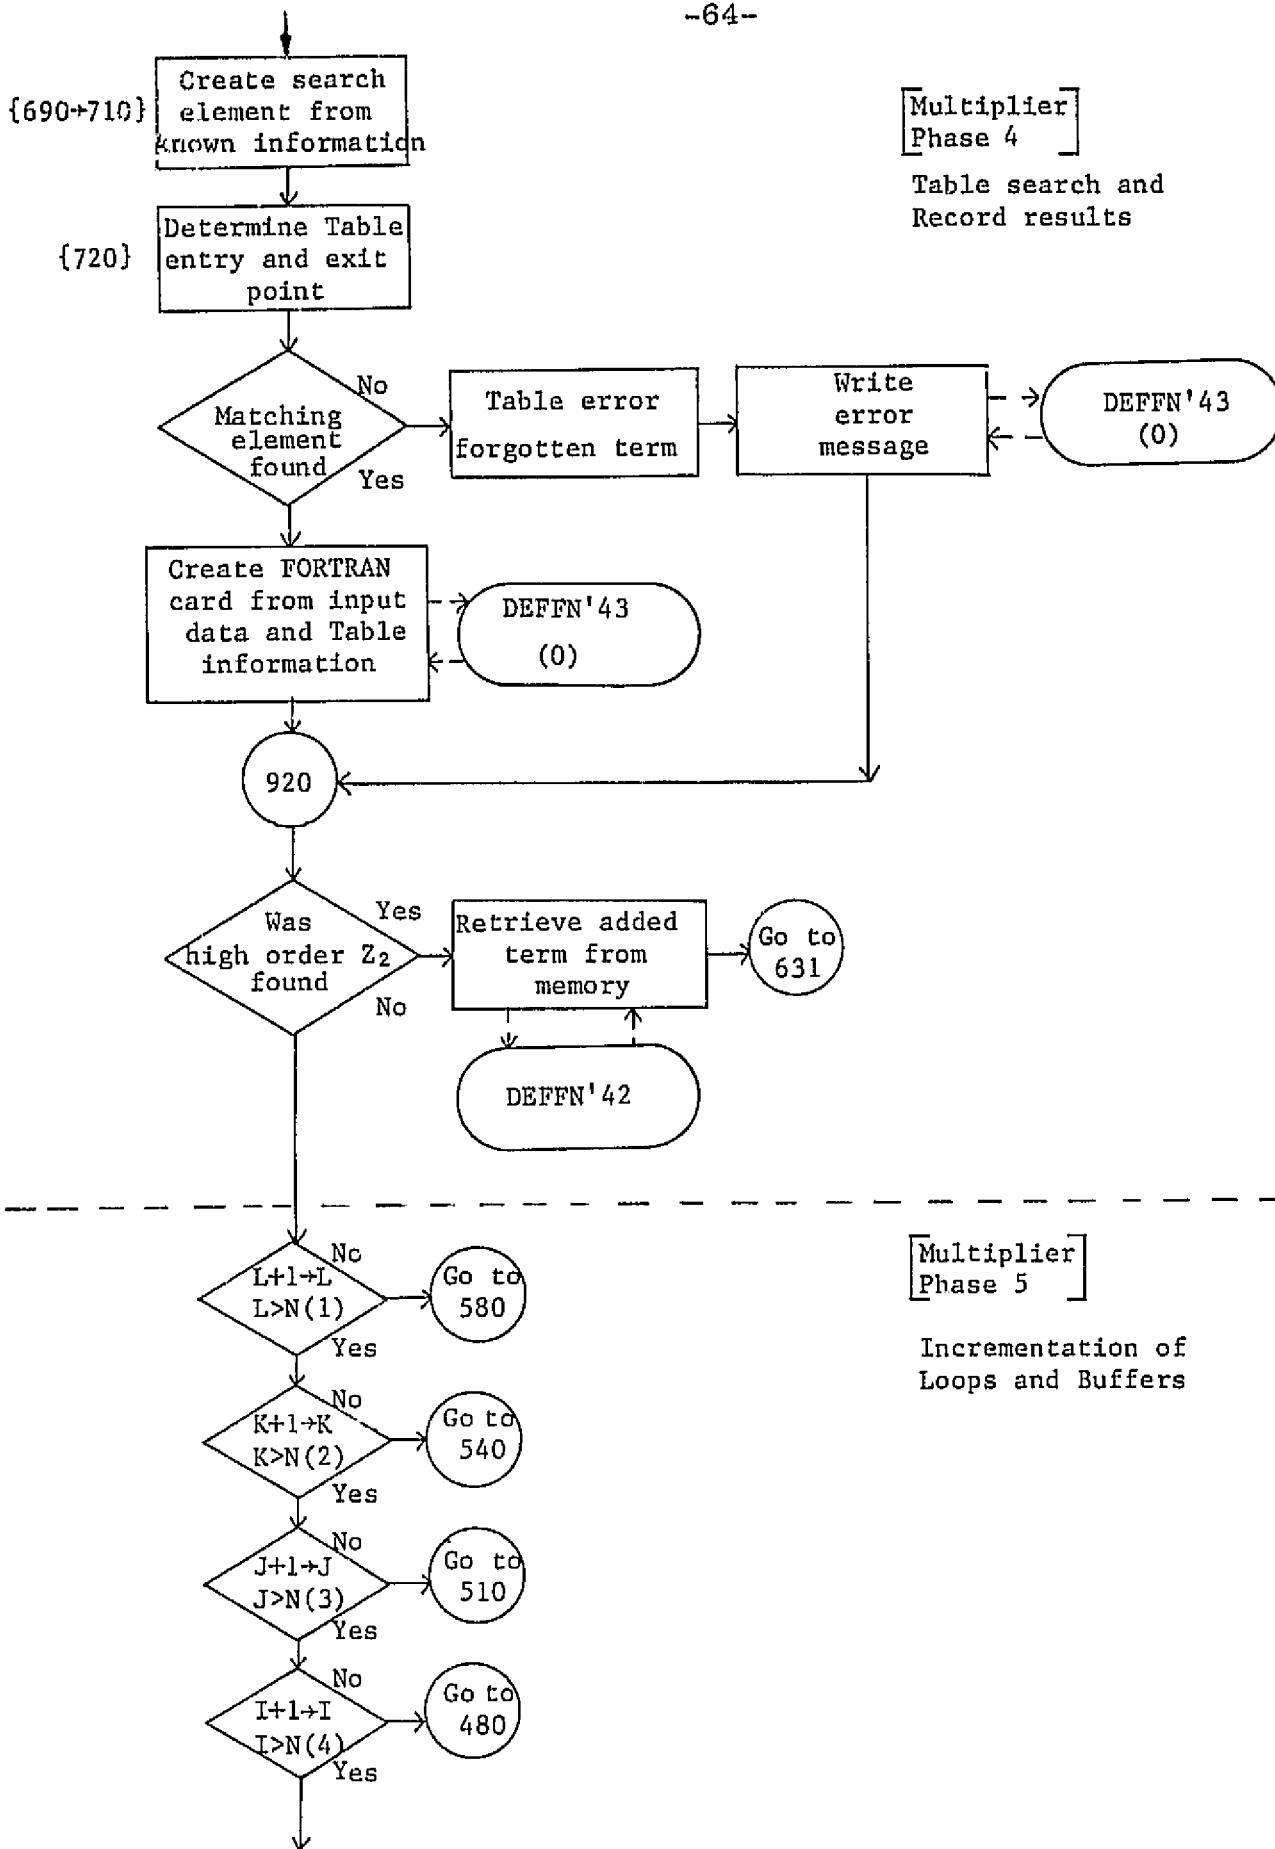 -64-
{690→710}
Create search
element from
known information
[Multiplier
Phase 4]
Table search and
Record results
{720}
Determine Table
entry and exit
point
No
Matching
element
found
Yes
Table error
forgotten term
Write
error
message
DEFFN'43
(0)
Create FORTRAN
card from input
data and Table
information
DEFFN'43
(0)
920
Was
high order Z₂
found
Yes
No
Retrieve added
term from
memory
Go to
631
DEFFN'42
No
L+1→L
L>N(1)
Yes
Go to
580
[Multiplier
Phase 5]
Incrementation of
Loops and Buffers
No
K+1→K
K>N(2)
Yes
Go to
540
No
J+1→J
J>N(3)
Yes
Go to
510
No
I+1→I
I>N(4)
Yes
Go to
480